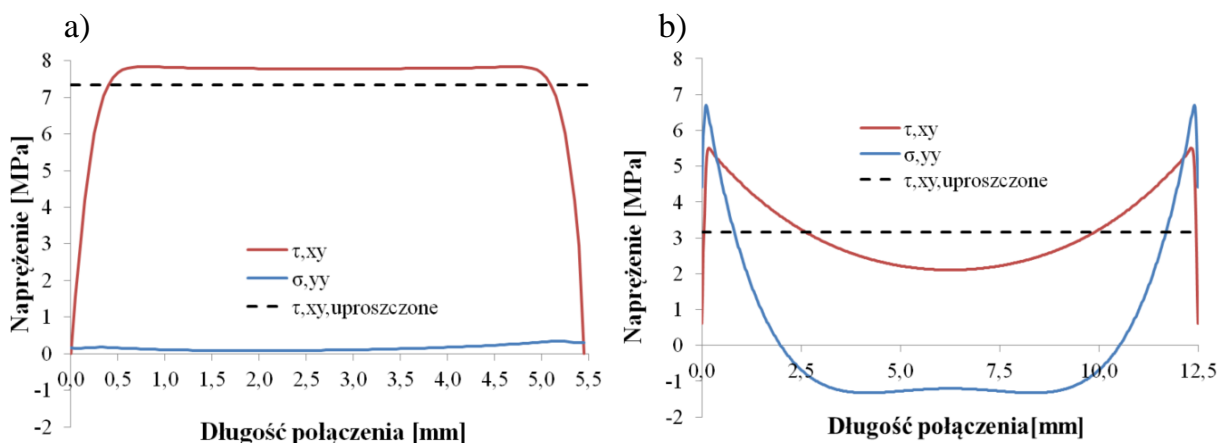 a)
8
7
6
5
4
3
2
1
0
-1
-2
Naprężenie [MPa]
τ,xy
σ,yy
τ,xy,uproszczone
0,0 0,5 1,0 1,5 2,0 2,5 3,0 3,5 4,0 4,5 5,0 5,5
Długość połączenia [mm]
b)
8
7
6
5
4
3
2
1
0
-1
-2
Naprężenie [MPa]
τ,xy
σ,yy
τ,xy,uproszczone
0,0 2,5 5,0 7,5 10,0 12,5
Długość połączenia[mm]